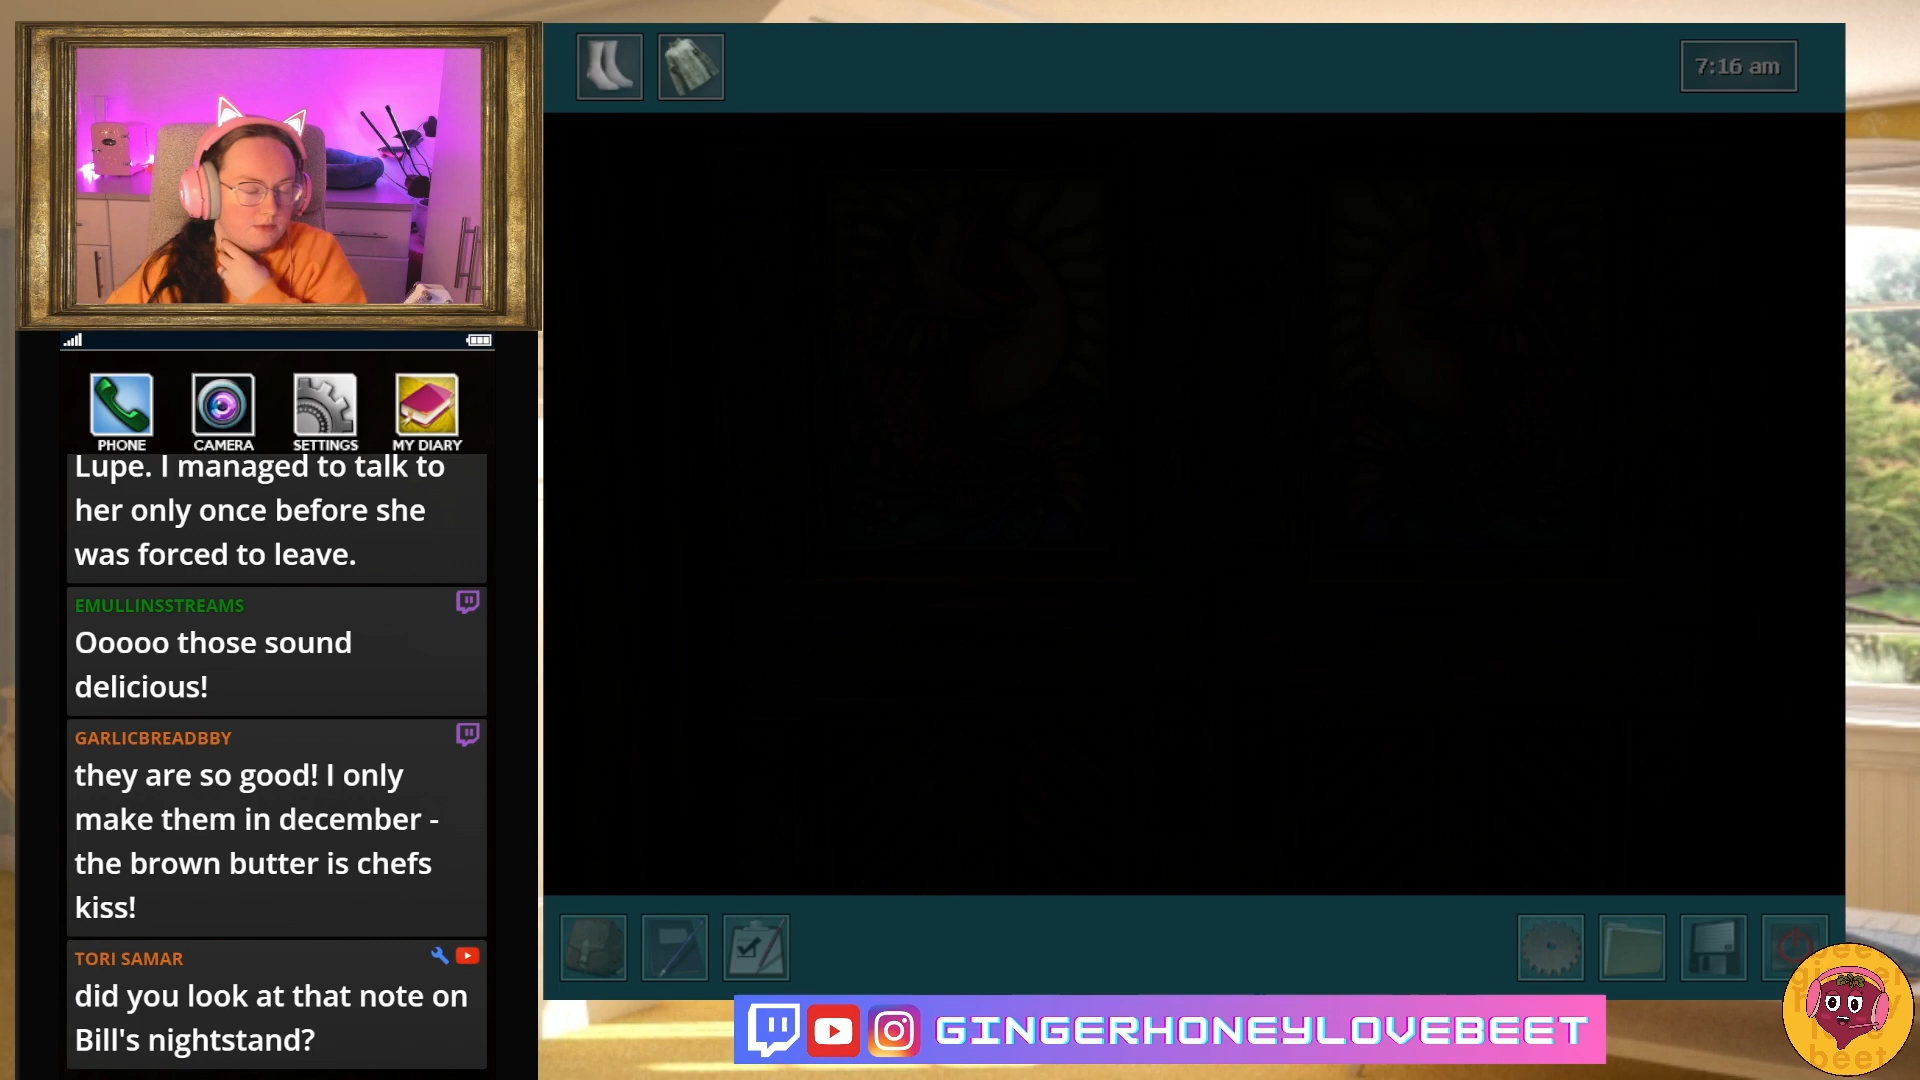 7:16 am
PHONE
CAMERA
SETTINGS
MY DIARY
Lupe. I managed to talk to
her only once before she
was forced to leave.
EMULLINSSTREAMS
Ooooo those sound
delicious!
GARLICBREADBBY
they are so good! I only
make them in december -
the brown butter is chefs
kiss!
TORI SAMAR
did you look at that note on
Bill's nightstand?
GINGERHONEYLOVEBEET
beet